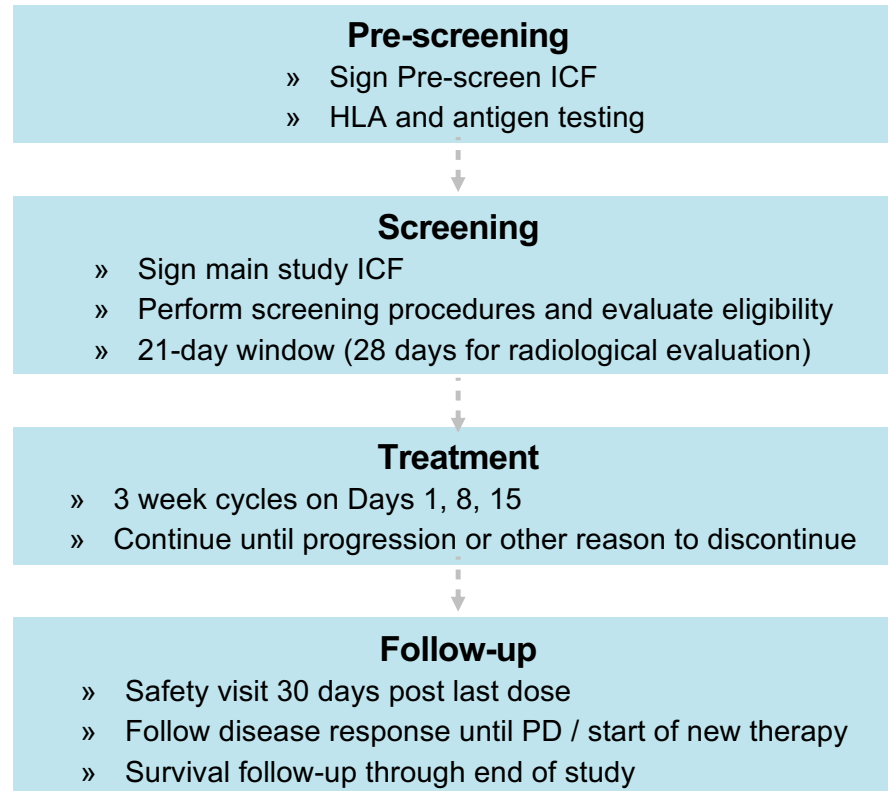 Pre-screening
» Sign Pre-screen ICF
» HLA and antigen testing
Screening
» Sign main study ICF
» Perform screening procedures and evaluate eligibility
» 21-day window (28 days for radiological evaluation)
Treatment
» 3 week cycles on Days 1, 8, 15
» Continue until progression or other reason to discontinue
Follow-up
» Safety visit 30 days post last dose
» Follow disease response until PD / start of new therapy
» Survival follow-up through end of study